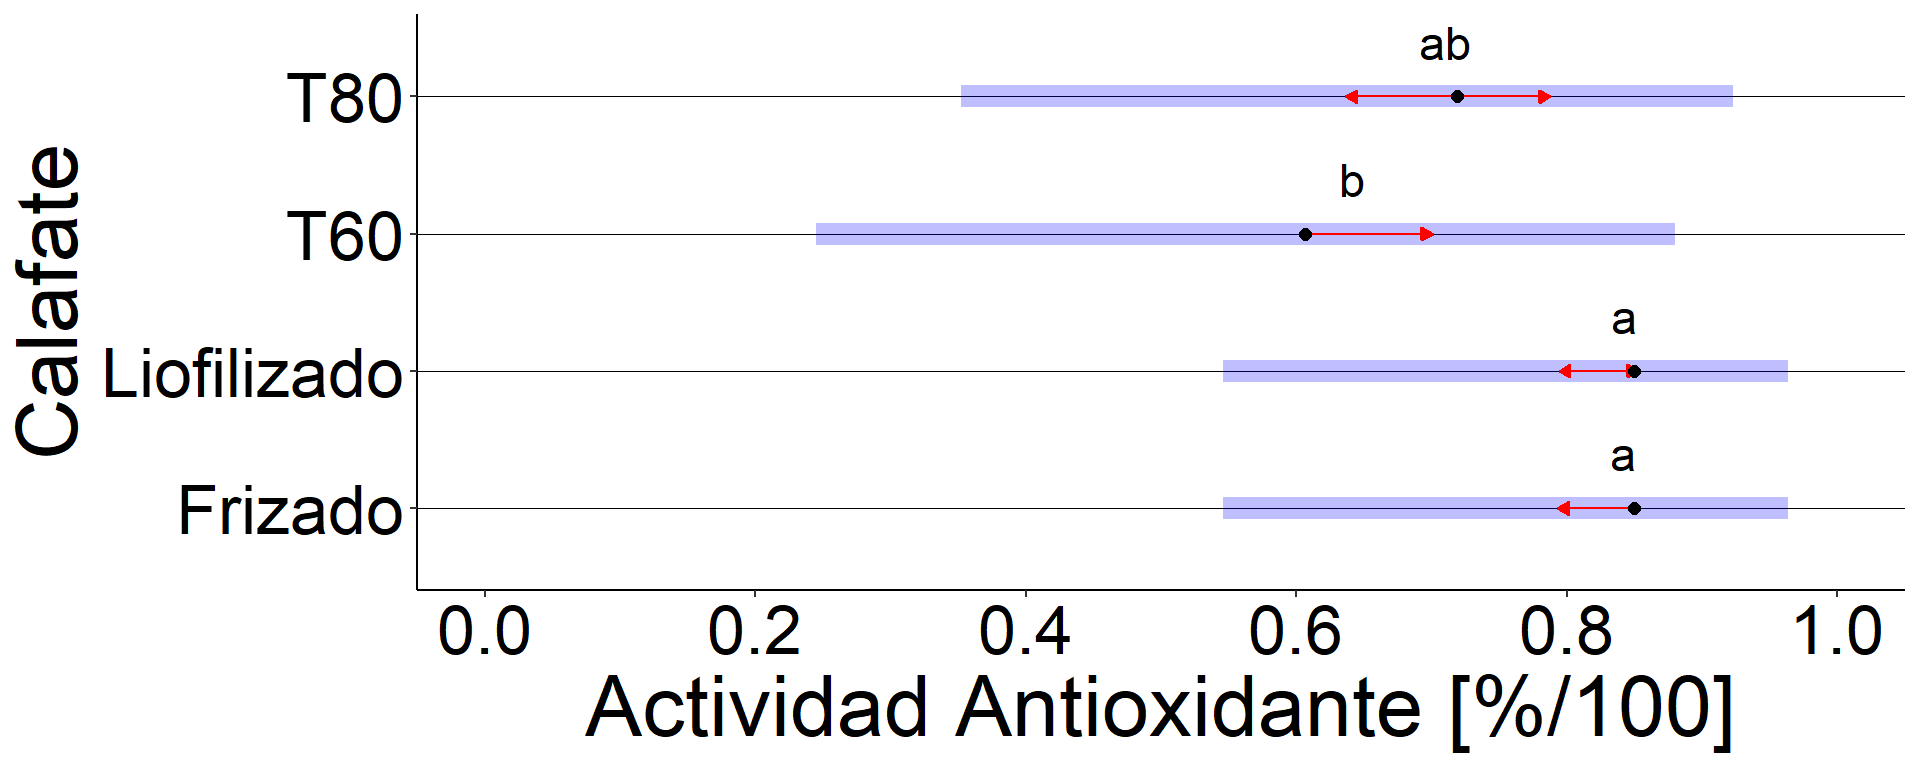 Calafate
T80
ab
T60
b
Liofilizado
a
Frizado
a
0.0 0.2 0.4 0.6 0.8 1.0
Actividad Antioxidante [%/100]